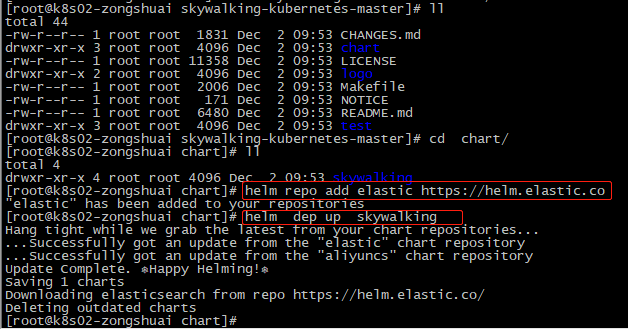 [root@k8s02-zongshuai skywalking-kubernetes-master]# ll
total 44
-rw-r--r-- 1 root root  1831 Dec  2 09:53 CHANGES.md
drwxr-xr-x 3 root root  4096 Dec  2 09:53 chart
-rw-r--r-- 1 root root 11358 Dec  2 09:53 LICENSE
drwxr-xr-x 2 root root  4096 Dec  2 09:53 logo
-rw-r--r-- 1 root root  2006 Dec  2 09:53 Makefile
-rw-r--r-- 1 root root   171 Dec  2 09:53 NOTICE
-rw-r--r-- 1 root root  6480 Dec  2 09:53 README.md
drwxr-xr-x 3 root root  4096 Dec  2 09:53 test
[root@k8s02-zongshuai skywalking-kubernetes-master]# cd  chart/
[root@k8s02-zongshuai chart]# ll
total 4
drwxr-xr-x 4 root root 4096 Dec  2 09:53 skywalking
[root@k8s02-zongshuai chart]# helm repo add elastic https://helm.elastic.co
"elastic" has been added to your repositories
[root@k8s02-zongshuai chart]# helm  dep up  skywalking
Hang tight while we grab the latest from your chart repositories...
...Successfully got an update from the "elastic" chart repository
...Successfully got an update from the "aliyuncs" chart repository
Update Complete. ⎈Happy Helming!⎈
Saving 1 charts
Downloading elasticsearch from repo https://helm.elastic.co/
Deleting outdated charts
[root@k8s02-zongshuai chart]#